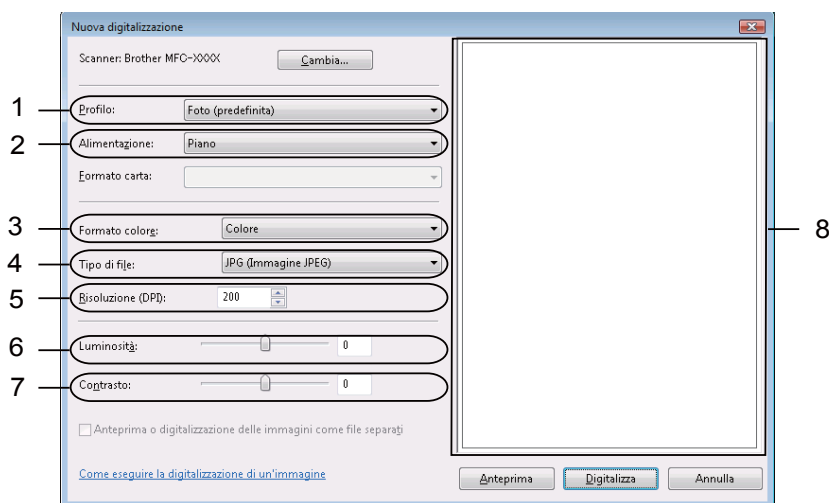 Nuova digitalizzazione
Scanner: Brother MFC-XXXX Cambia...
1 Profilo: Foto (predefinita)
2 Alimentazione: Piano
Formato carta:
3 Formato colore: Colore
8
4 Tipo di file: JPG (Immagine JPEG)
5 Risoluzione (DPI): 200
6 Luminosità: 0
7 Contrasto: 0
Anteprima o digitalizzazione delle immagini come file separati
Come eseguire la digitalizzazione di un'immagine
Anteprima Digitalizza Annulla